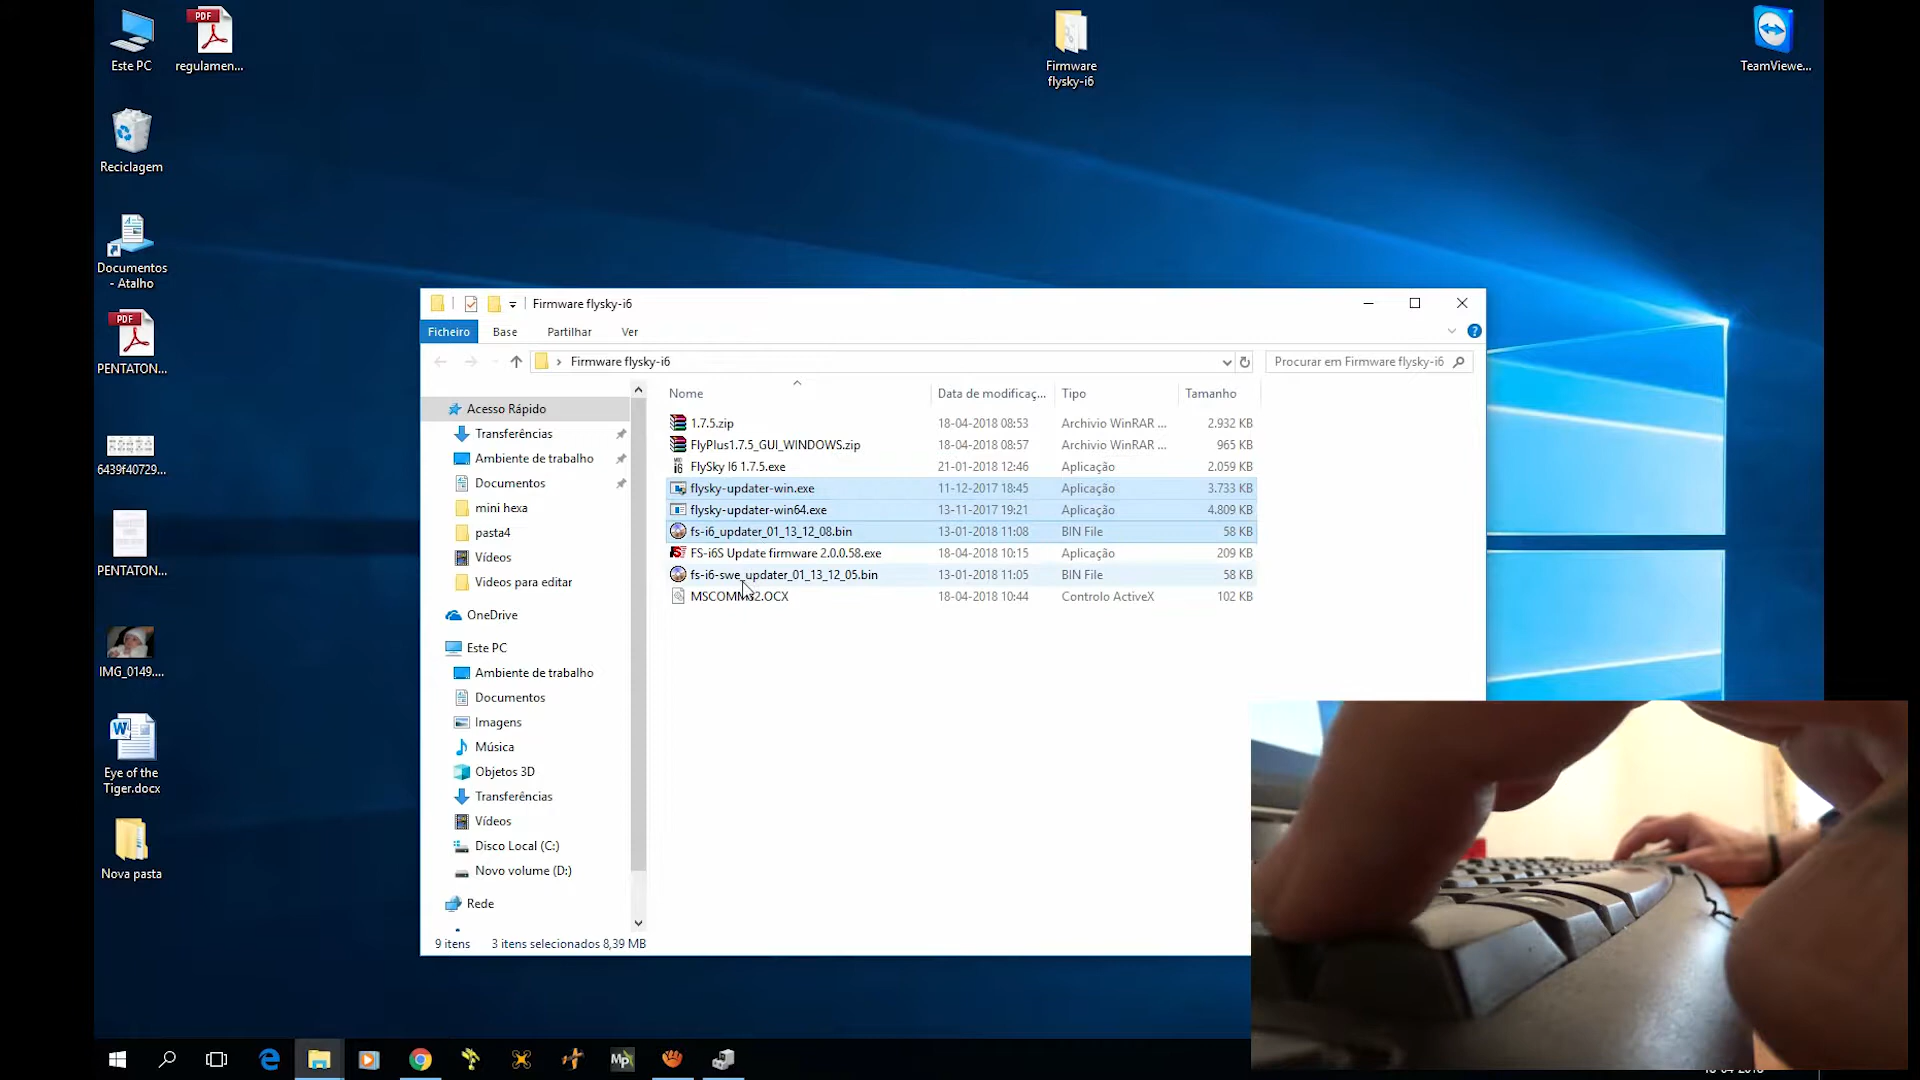 Este PC
regulamen...
Firmware
flysky-i6
TeamViewe...
Reciclagem
Documentos
- Atalho
PENTATON...
6439f40729...
PENTATON...
IMG_0149....
Eye of the
Tiger.docx
Nova pasta
Firmware flysky-i6
Ficheiro Base Partilhar Ver
Firmware flysky-i6
Procurar em Firmware flysky-i6
Nome Data de modificaç... Tipo Tamanho
1.7.5.zip 18-04-2018 08:53 Archivio WinRAR ... 2.932 KB
FlyPlus1.7.5_GUI_WINDOWS.zip 18-04-2018 08:57 Archivio WinRAR ... 965 KB
FlySky I6 1.7.5.exe 21-01-2018 12:46 Aplicação 2.059 KB
flysky-updater-win.exe 11-12-2017 18:45 Aplicação 3.733 KB
flysky-updater-win64.exe 13-11-2017 19:21 Aplicação 4.809 KB
fs-i6_updater_01_13_12_08.bin 13-01-2018 11:08 BIN File 58 KB
FS-i6S Update firmware 2.0.0.58.exe 18-04-2018 10:15 Aplicação 209 KB
fs-i6-swe_updater_01_13_12_05.bin 13-01-2018 11:05 BIN File 58 KB
18-04-2018 10:44 Controlo ActiveX 102 KB
Acesso Rápido
Transferências
Ambiente de trabalho
Documentos
mini hexa
pasta4
Vídeos
Videos para editar
OneDrive
Este PC
Ambiente de trabalho
Documentos
Imagens
Música
Objetos 3D
Transferências
Vídeos
Disco Local (C:)
Novo volume (D:)
Rede
9 itens 3 itens selecionados 8,39 MB